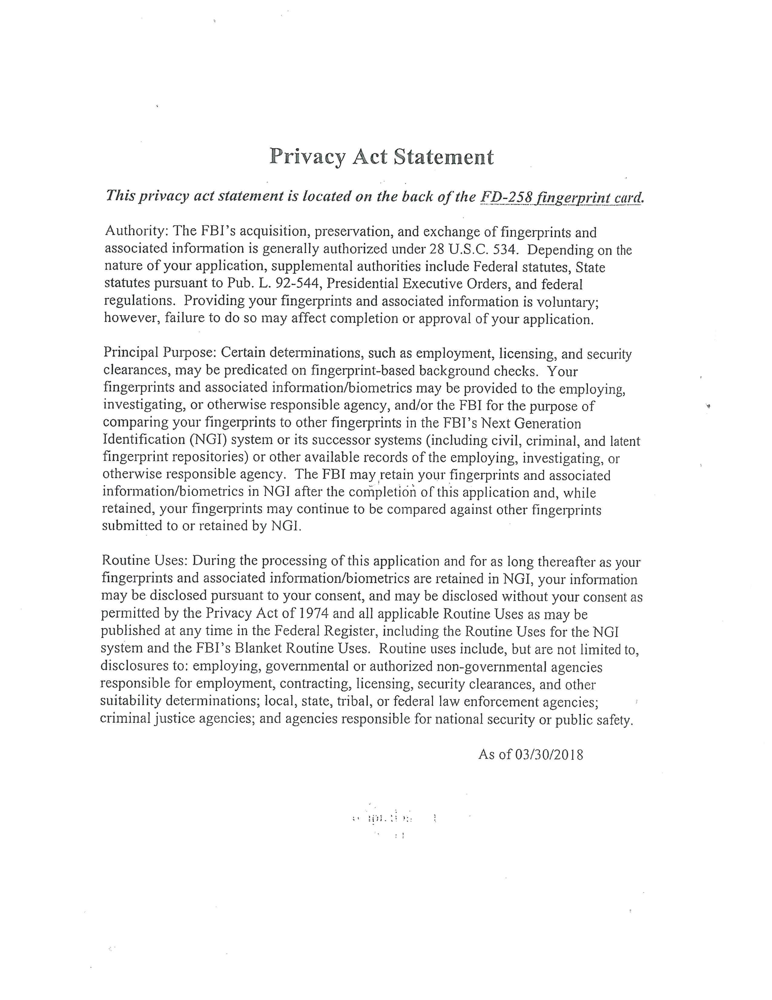 Privacy Act Statement
This privacy act statement is located on the back of the FD-258 fingerprint card.
Authority: The FBI's acquisition, preservation, and exchange of fingerprints and
associated information is generally authorized under 28 U.S.C. 534.  Depending on the
nature of your application, supplemental authorities include Federal statutes, State
statutes pursuant to Pub. L. 92-544, Presidential Executive Orders, and federal
regulations.  Providing your fingerprints and associated information is voluntary;
however, failure to do so may affect completion or approval of your application.
Principal Purpose: Certain determinations, such as employment, licensing, and security
clearances, may be predicated on fingerprint-based background checks.  Your
fingerprints and associated information/biometrics may be provided to the employing,
investigating, or otherwise responsible agency, and/or the FBI for the purpose of
comparing your fingerprints to other fingerprints in the FBI's Next Generation
Identification (NGI) system or its successor systems (including civil, criminal, and latent
fingerprint repositories) or other available records of the employing, investigating, or
otherwise responsible agency.  The FBI may retain your fingerprints and associated
information/biometrics in NGI after the completion of this application and, while
retained, your fingerprints may continue to be compared against other fingerprints
submitted to or retained by NGI.
Routine Uses: During the processing of this application and for as long thereafter as your
fingerprints and associated information/biometrics are retained in NGI, your information
may be disclosed pursuant to your consent, and may be disclosed without your consent as
permitted by the Privacy Act of 1974 and all applicable Routine Uses as may be
published at any time in the Federal Register, including the Routine Uses for the NGI
system and the FBI's Blanket Routine Uses.  Routine uses include, but are not limited to,
disclosures to: employing, governmental or authorized non-governmental agencies
responsible for employment, contracting, licensing, security clearances, and other
suitability determinations; local, state, tribal, or federal law enforcement agencies;
criminal justice agencies; and agencies responsible for national security or public safety.
As of 03/30/2018